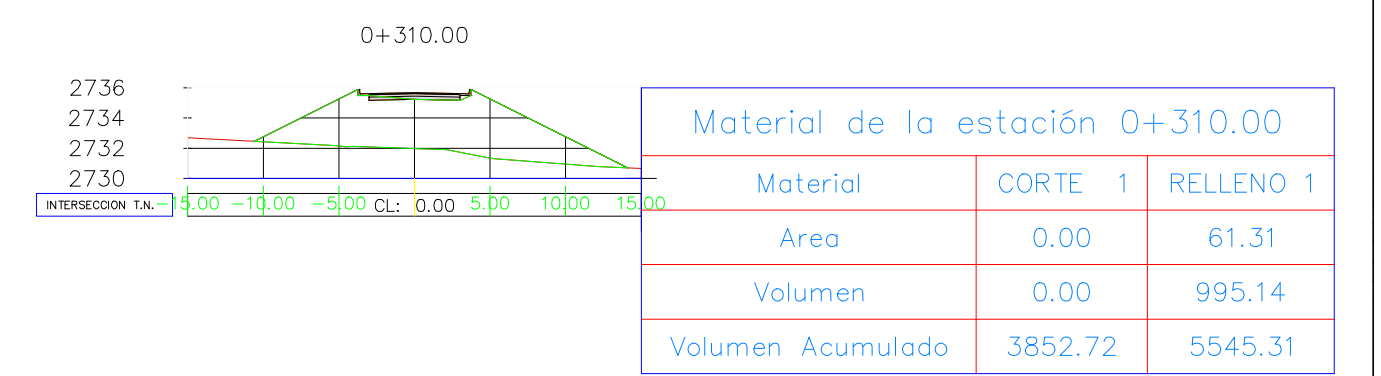 0+310.00
2736
2734
2732
2730
INTERSECCION T.N.
-15.00 -10.00 -5.00 CL: 0.00 5.00 10.00 15.00
Material de la estación 0+310.00
Material CORTE 1 RELLENO 1
Area 0.00 61.31
Volumen 0.00 995.14
Volumen Acumulado 3852.72 5545.31